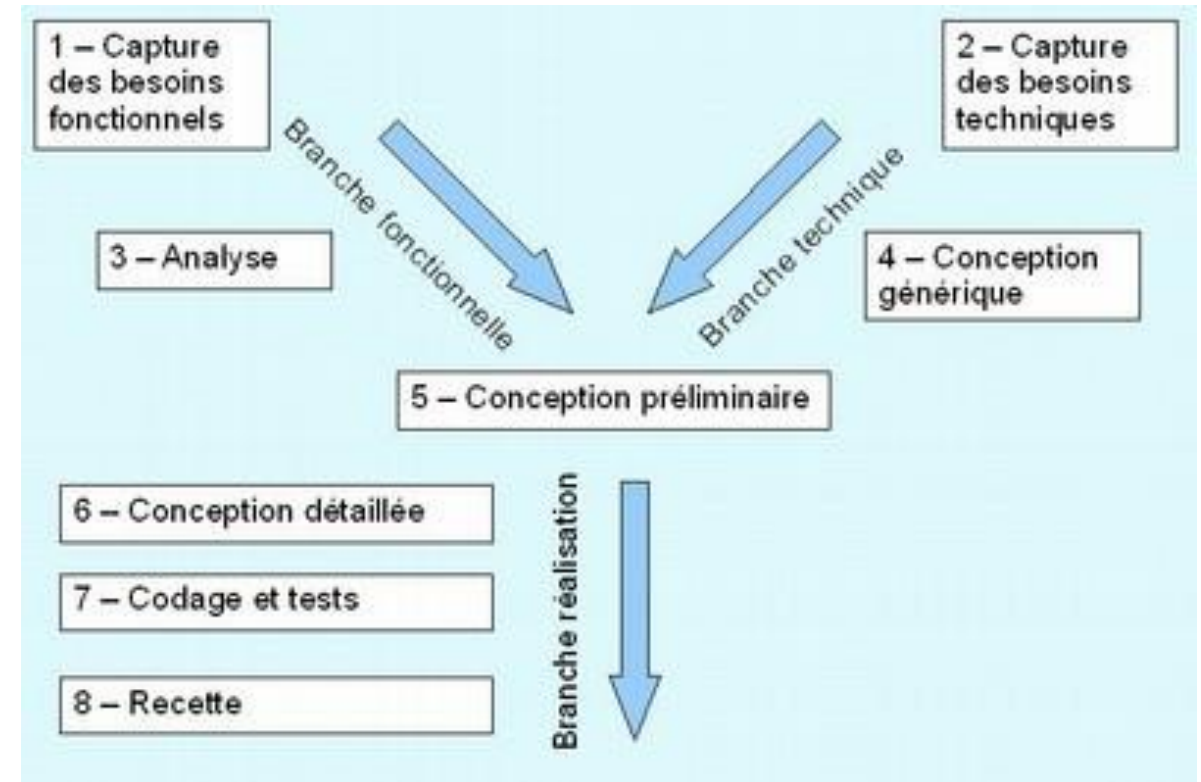 1 – Capture
des besoins
fonctionnels
2 – Capture
des besoins
techniques
Branche fonctionnelle
Branche technique
3 – Analyse
4 – Conception
générique
5 – Conception préliminaire
6 – Conception détaillée
7 – Codage et tests
8 – Recette
Branche réalisation